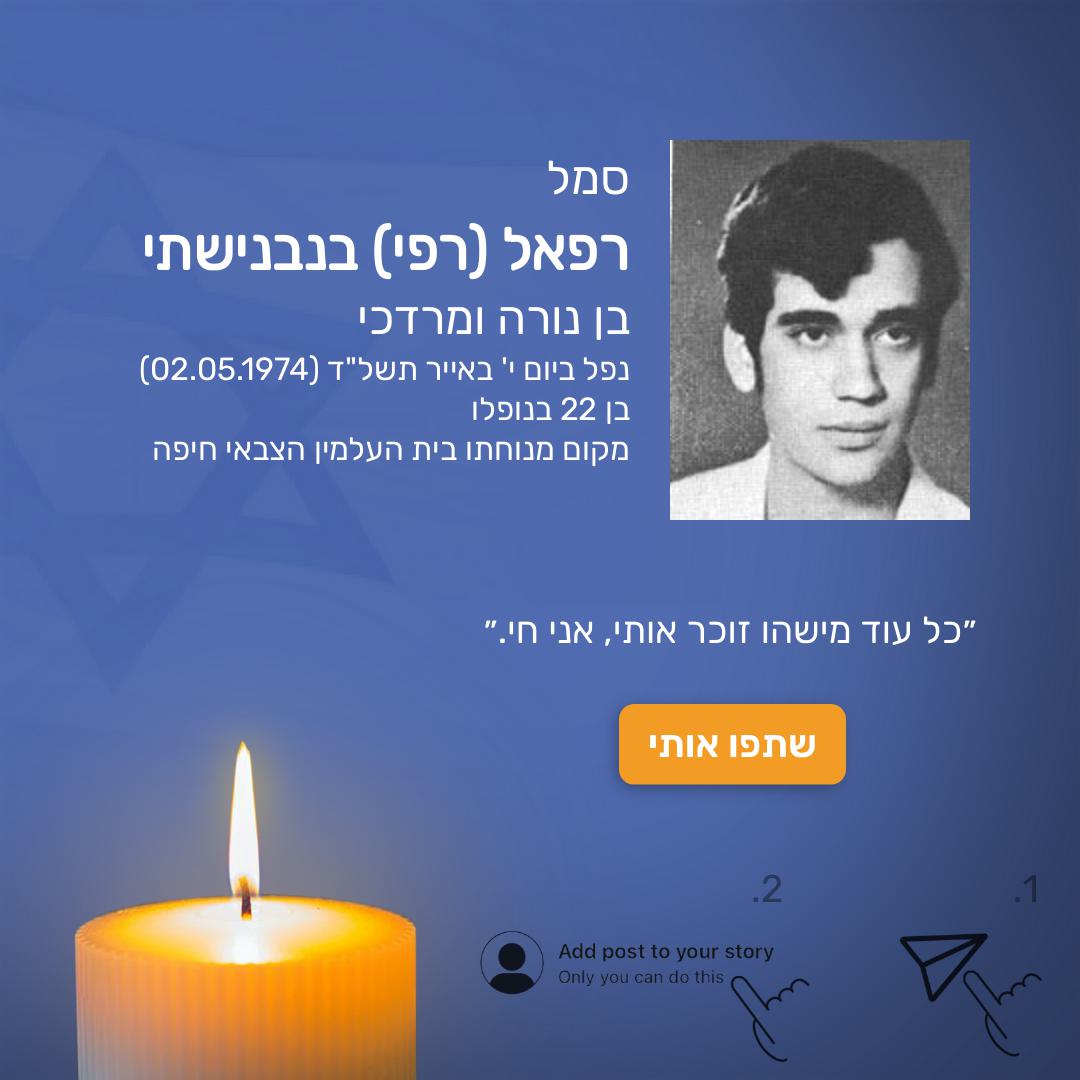 סמל
רפאל (רפי) בנבנישתי
בן נורה ומרדכי
נפל ביום י' באייר תשל"ד (02.05.1974)
בן 22 בנופלו
מקום מנוחתו בית העלמין הצבאי חיפה
״כל עוד מישהו זוכר אותי, אני חי.״
שתפו אותי
1.
2.
Add post to your story
Only you can do this